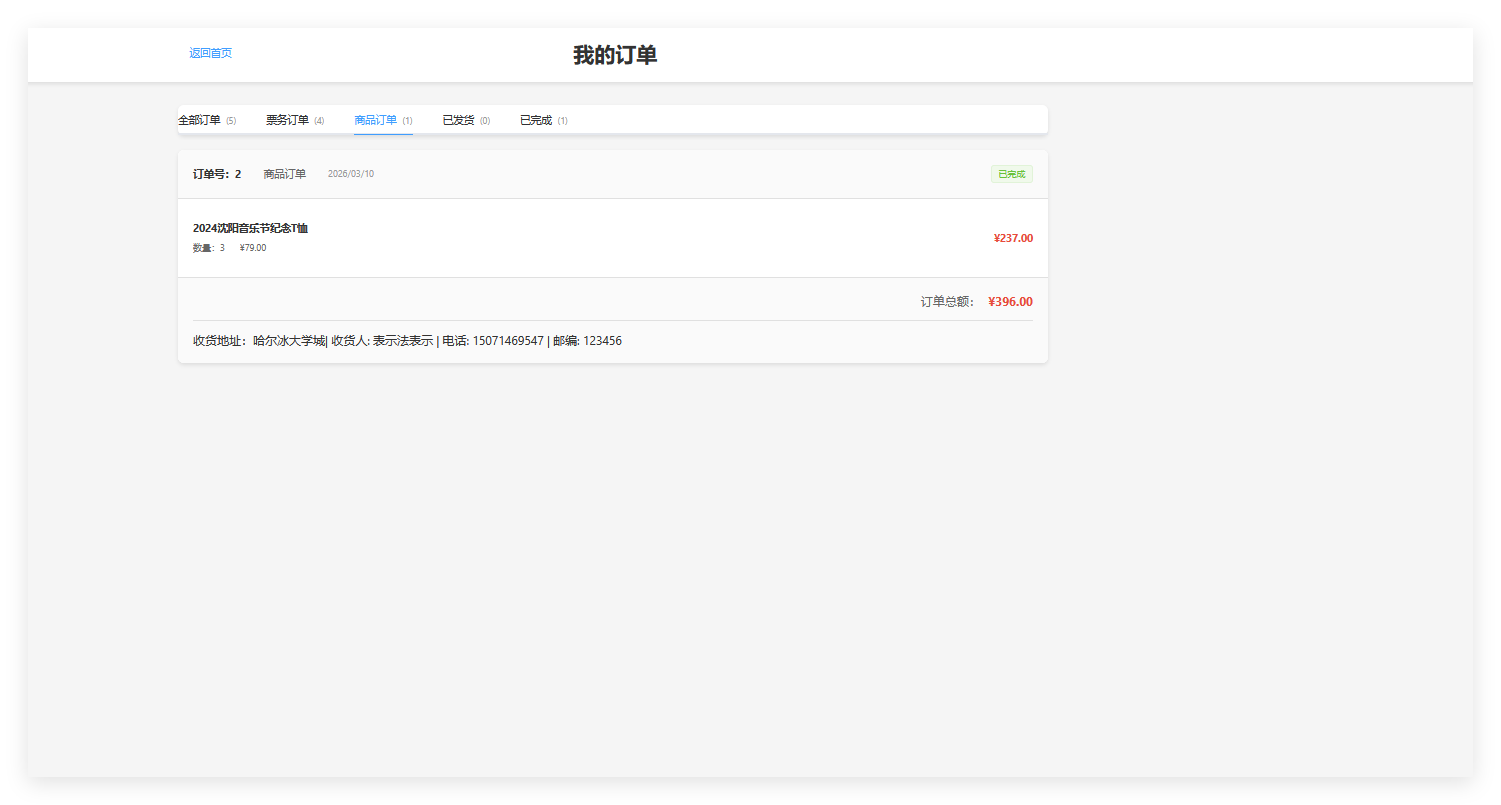 返回首页
我的订单
全部订单 (5) 票务订单 (4) 商品订单 (1) 已发货 (0) 已完成 (1)
订单号：2 商品订单 2026/03/10 已完成
2024沈阳音乐节纪念T恤
数量：3 ¥79.00
¥237.00
订单总额： ¥396.00
收货地址：哈尔冰大学城| 收货人: 表示法表示 | 电话: 15071469547 | 邮编: 123456